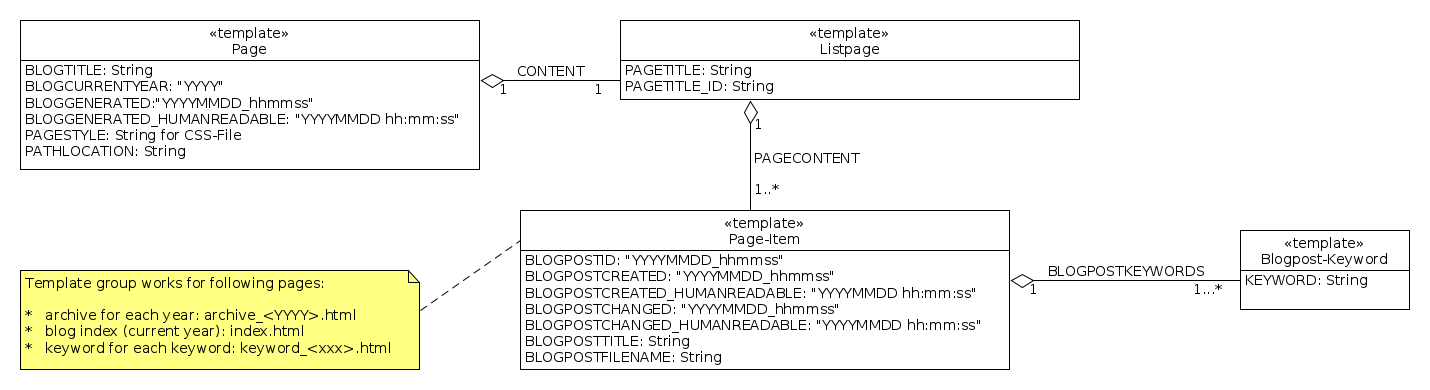 «template»
Page
BLOGTITLE: String
BLOGCURRENTYEAR: "YYYY"
BLOGGENERATED:"YYYYMMDD_hhmmss"
BLOGGENERATED_HUMANREADABLE: "YYYYMMDD hh:mm:ss"
PAGESTYLE: String for CSS-File
PATHLOCATION: String
CONTENT
1 1
«template»
Listpage
PAGETITLE: String
PAGETITLE_ID: String
1
PAGECONTENT
1..*
«template»
Page-Item
BLOGPOSTID: "YYYYMMDD_hhmmss"
BLOGPOSTCREATED: "YYYYMMDD_hhmmss"
BLOGPOSTCREATED_HUMANREADABLE: "YYYYMMDD hh:mm:ss"
BLOGPOSTCHANGED: "YYYYMMDD_hhmmss"
BLOGPOSTCHANGED_HUMANREADABLE: "YYYYMMDD hh:mm:ss"
BLOGPOSTTITLE: String
BLOGPOSTFILENAME: String
BLOGPOSTKEYWORDS
1 1...*
«template»
Blogpost-Keyword
KEYWORD: String
Template group works for following pages:
* archive for each year: archive_<YYYY>.html
* blog index (current year): index.html
* keyword for each keyword: keyword_<xxx>.html